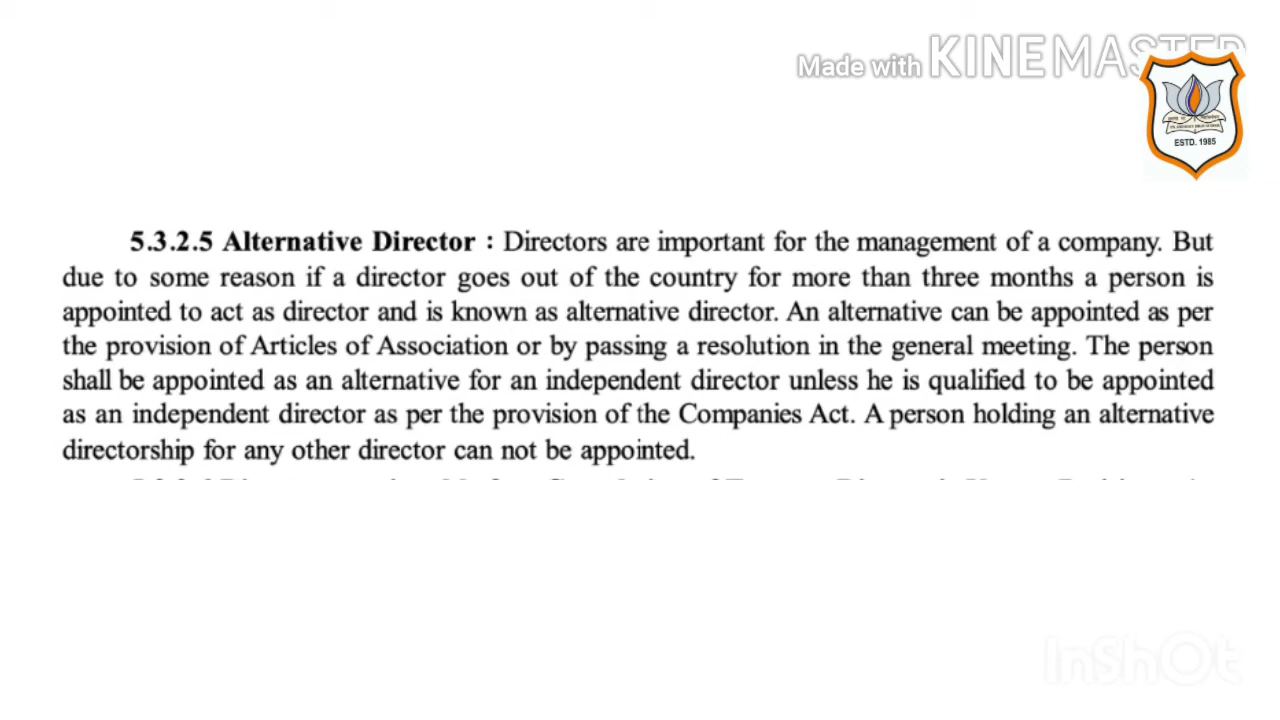 Made with KINEMASTER
ESTD. 1985
5.3.2.5 Alternative Director : Directors are important for the management of a company. But
due to some reason if a director goes out of the country for more than three months a person is
appointed to act as director and is known as alternative director. An alternative can be appointed as per
the provision of Articles of Association or by passing a resolution in the general meeting. The person
shall be appointed as an alternative for an independent director unless he is qualified to be appointed
as an independent director as per the provision of the Companies Act. A person holding an alternative
directorship for any other director can not be appointed.
InShOt